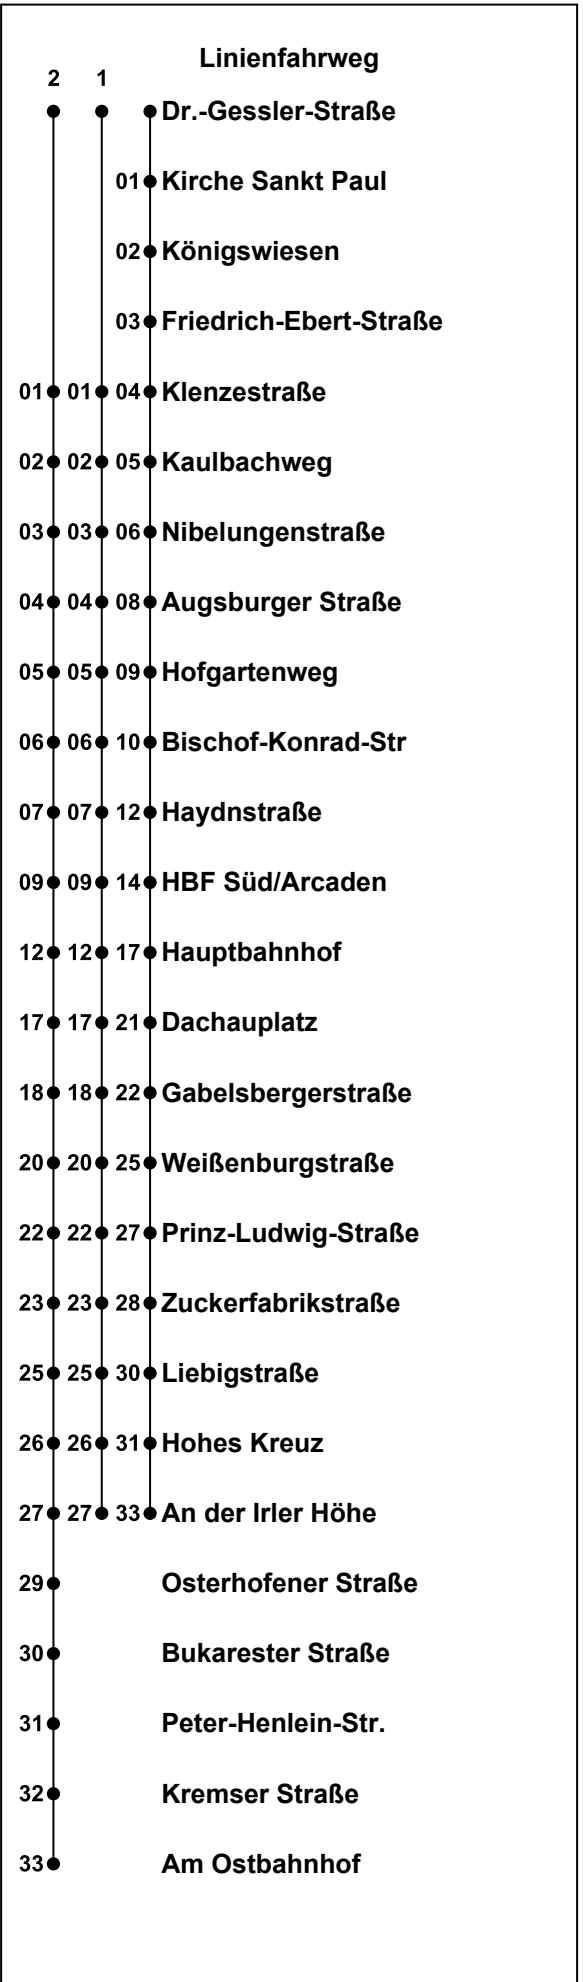 Linienfahrweg
2 1
Dr.-Gessler-Straße
01 Kirche Sankt Paul
02 Königswiesen
03 Friedrich-Ebert-Straße
01 01 04 Klenzestraße
02 02 05 Kaulbachweg
03 03 06 Nibelungenstraße
04 04 08 Augsburger Straße
05 05 09 Hofgartenweg
06 06 10 Bischof-Konrad-Str
07 07 12 Haydnstraße
09 09 14 HBF Süd/Arcaden
12 12 17 Hauptbahnhof
17 17 21 Dachauplatz
18 18 22 Gabelsbergerstraße
20 20 25 Weißenburgstraße
22 22 27 Prinz-Ludwig-Straße
23 23 28 Zuckerfabrikstraße
25 25 30 Liebigstraße
26 26 31 Hohes Kreuz
27 27 33 An der Irler Höhe
29 Osterhofener Straße
30 Bukarester Straße
31 Peter-Henlein-Str.
32 Kremser Straße
33 Am Ostbahnhof